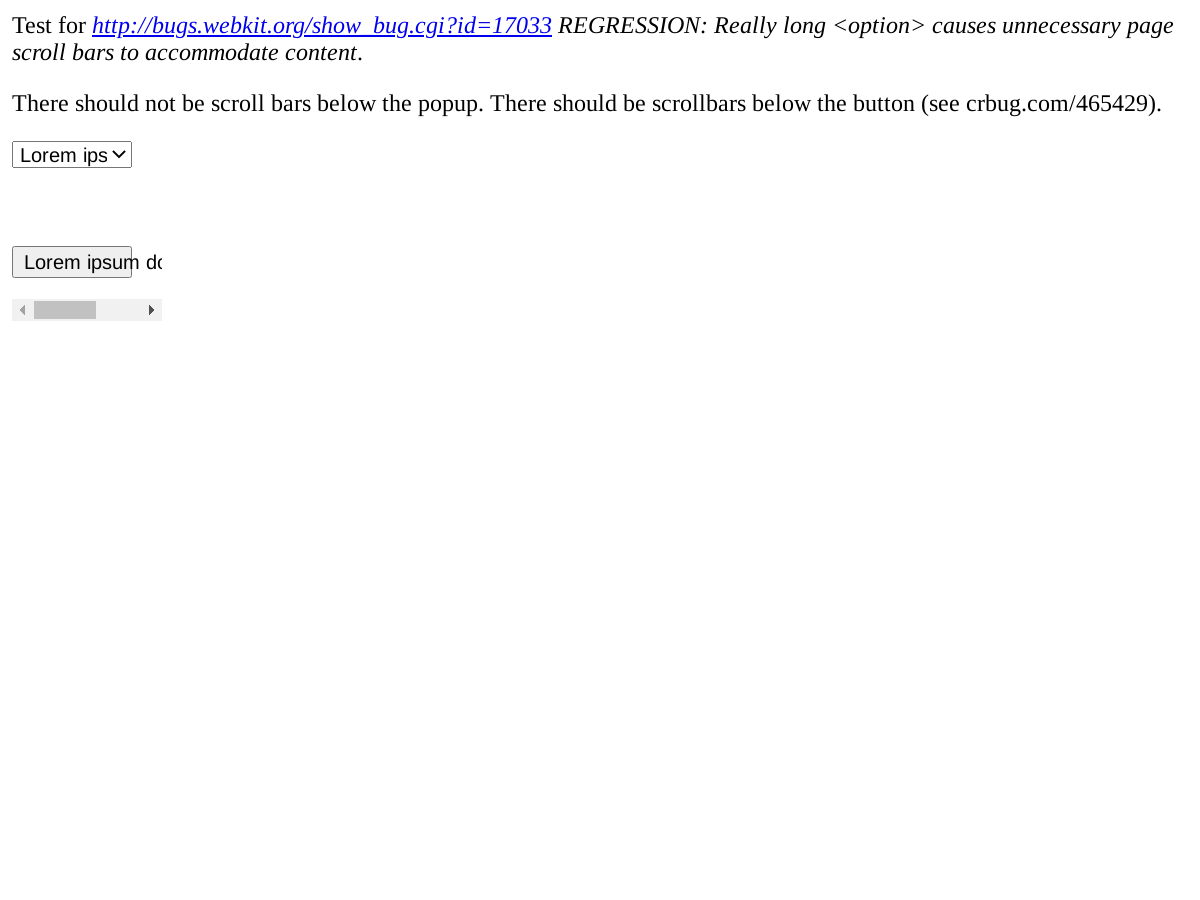 Test for http://bugs.webkit.org/show_bug.cgi?id=17033 REGRESSION: Really long <option> causes unnecessary page
scroll bars to accommodate content.
There should not be scroll bars below the popup. There should be scrollbars below the button (see crbug.com/465429).
Lorem ips
Lorem ipsum do